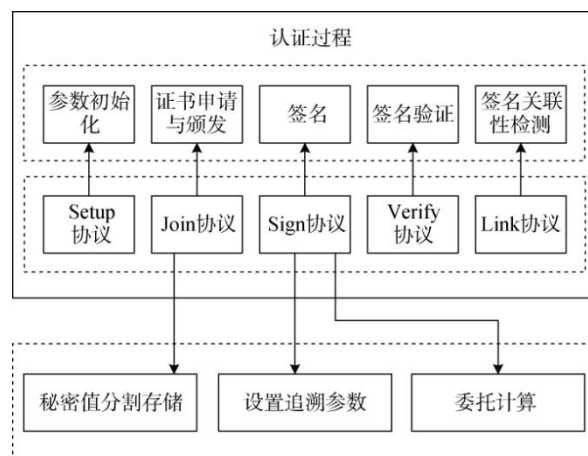 认证过程
参数初始
化
证书申请
与颁发
签名
签名验证
签名关联
性检测
Setup
协议
Join协议
Sign协议
Verify
协议
Link协议
秘密值分割存储
设置追溯参数
委托计算